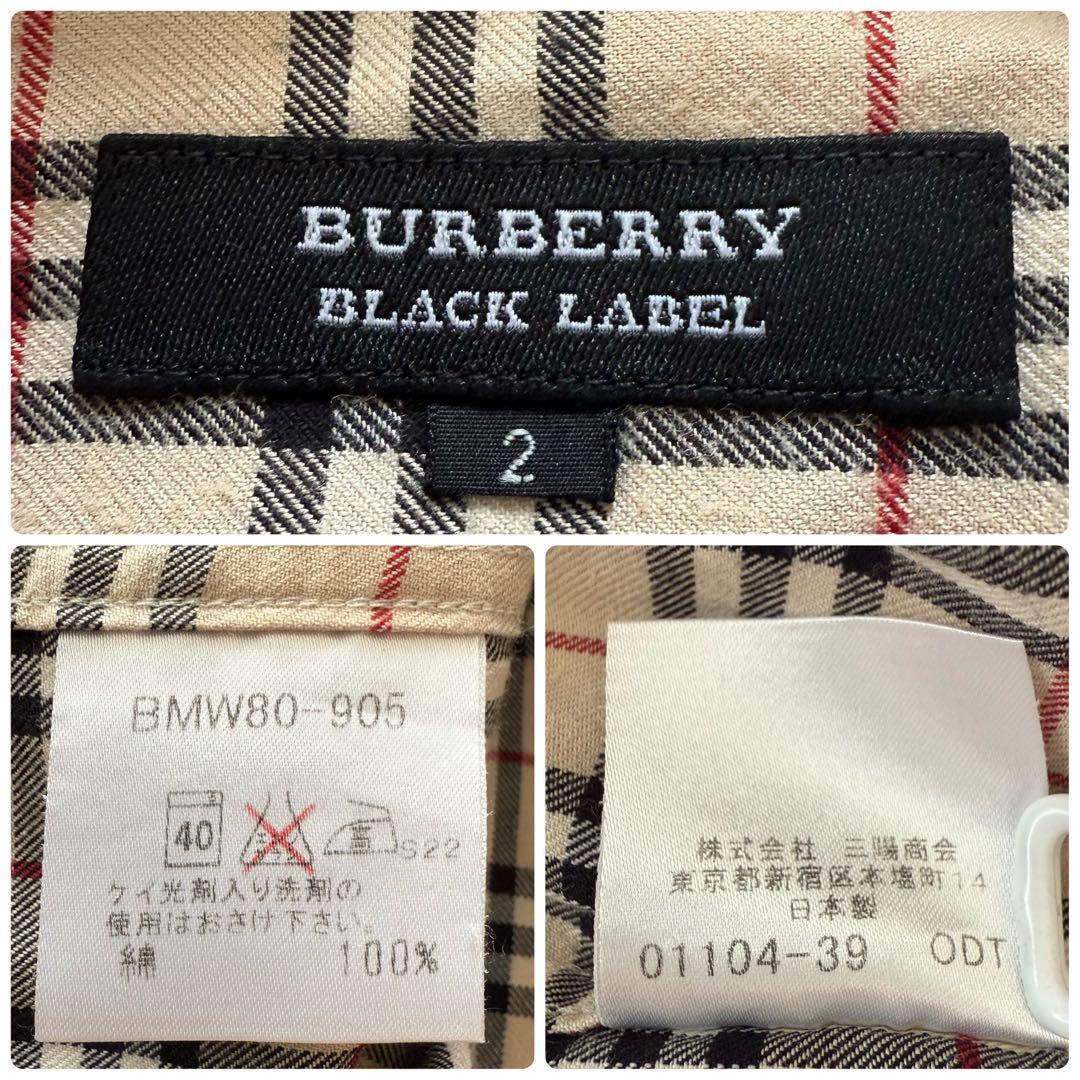 BURBERRY
BLACK LABEL
2
BMW80-905
40
高 S22
ケイ光剤入り洗剤の
使用はおさけ下さい。
綿 100%
株式会社 三陽商会
東京都新宿区本塩町14
日本製
01104-39 ODT